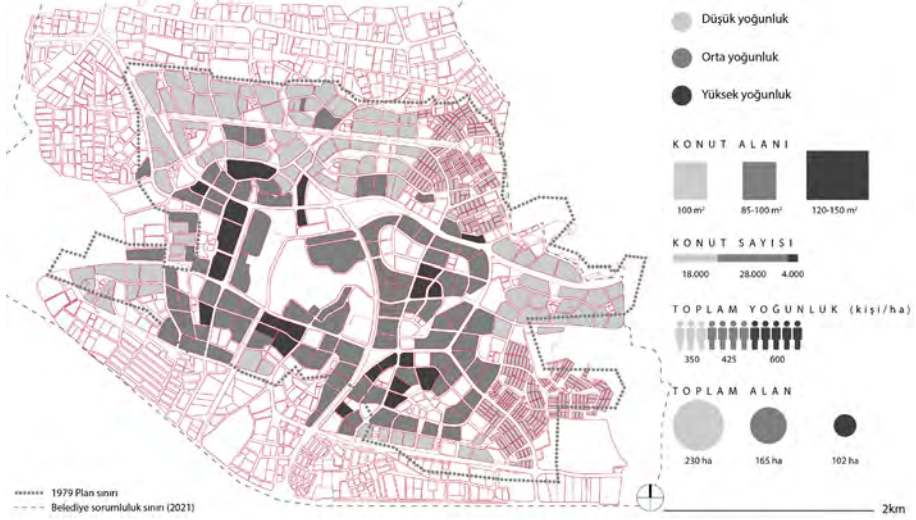 Düşük yoğunluk
Orta yoğunluk
Yüksek yoğunluk
KONUT ALANI
100 m² 85-100 m² 120-150 m²
KONUT SAYISI
18.000 28.000 4.000
TOPLAM YOĞUNLUK (kişi/ha)
350 425 600
TOPLAM ALAN
230 ha 165 ha 102 ha
1979 Plan sınırı
Belediye sorumluluk sınırı (2021)
2km